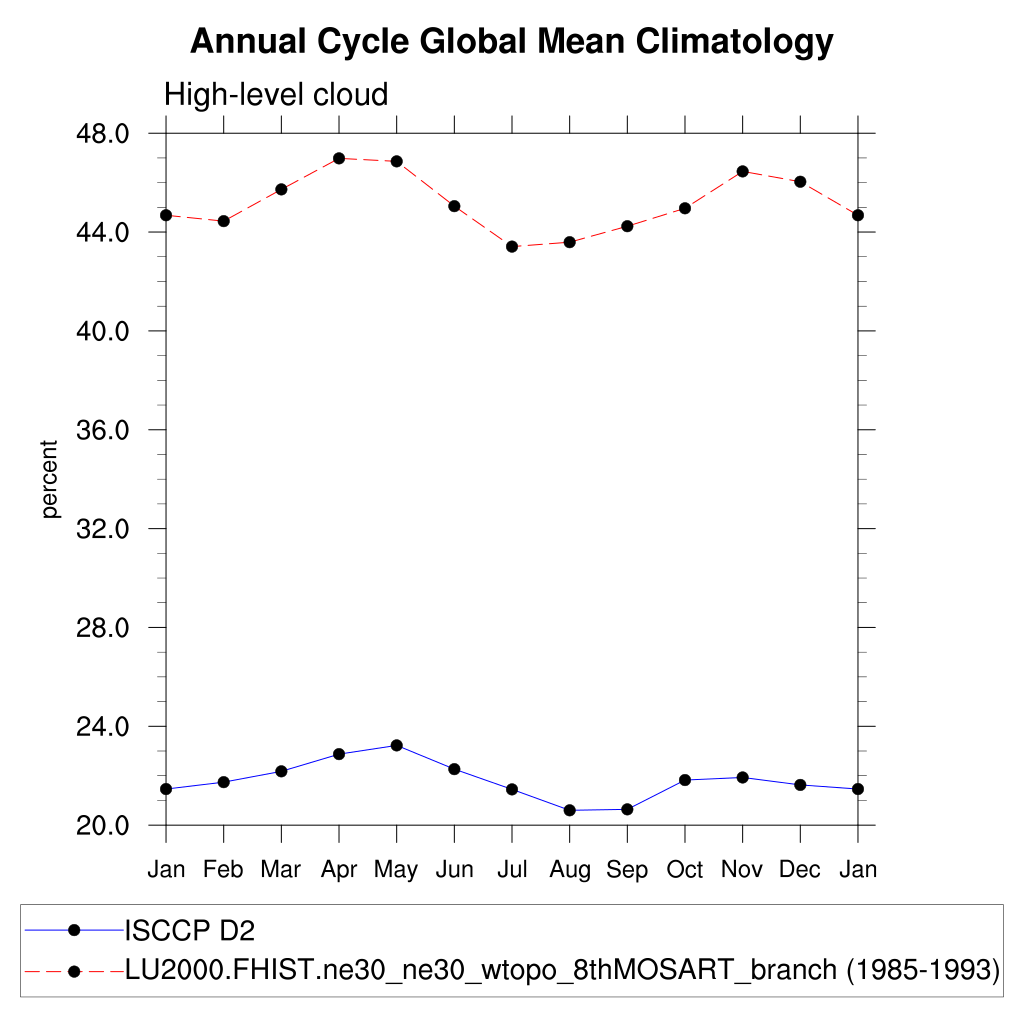 Annual Cycle Global Mean Climatology
High-level cloud
48.0
44.0
40.0
36.0
32.0
28.0
24.0
20.0
percent
Jan Feb Mar Apr May Jun Jul Aug Sep Oct Nov Dec Jan
ISCCP D2
LU2000.FHIST.ne30_ne30_wtopo_8thMOSART_branch (1985-1993)